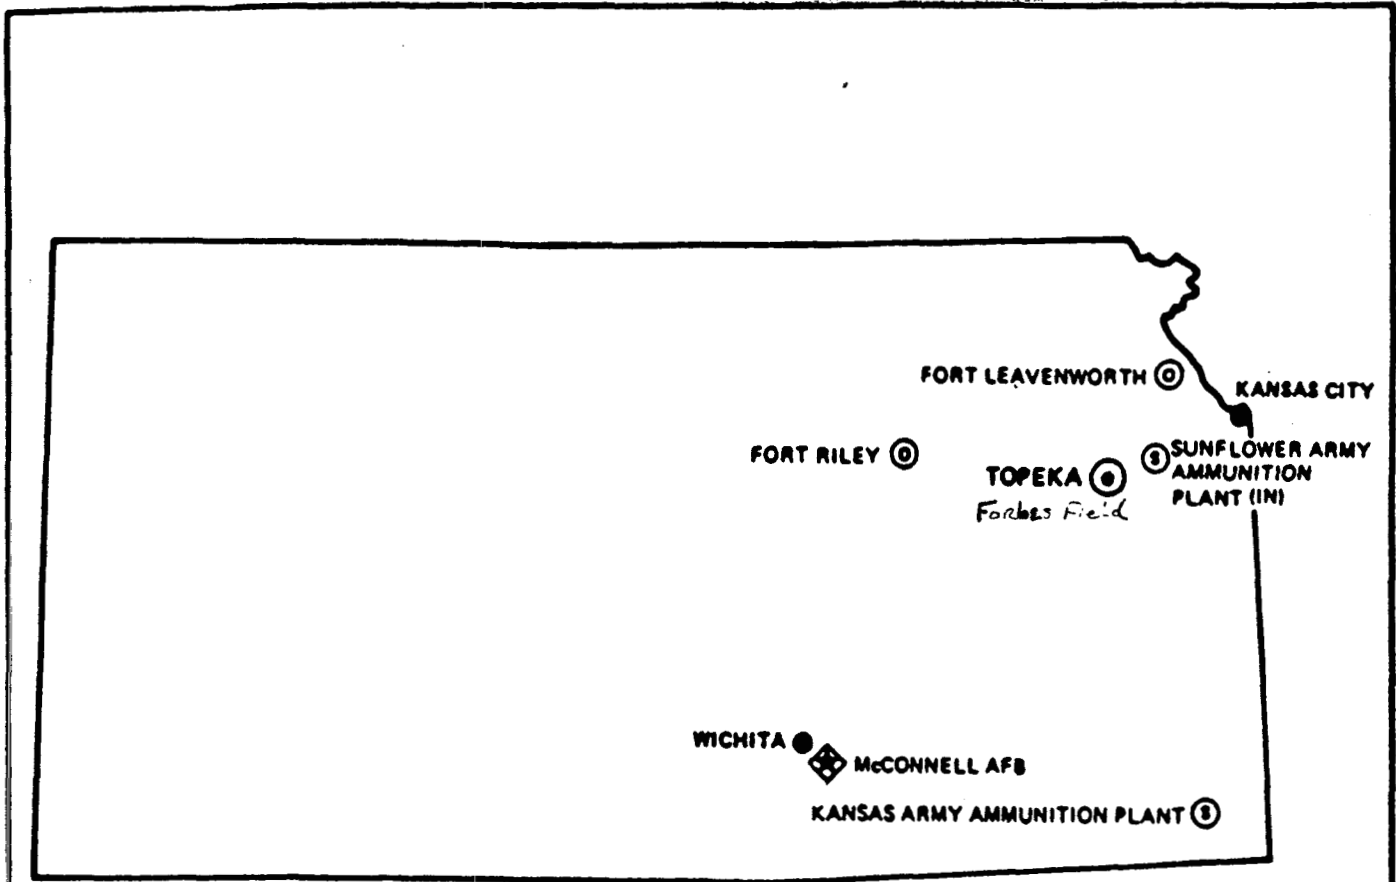 FORT LEAVENWORTH O
KANSAS CITY
FORT RILEY O
S SUNFLOWER ARMY
AMMUNITION
PLANT (IN)
TOPEKA
Forbes Field
WICHITA
McCONNELL AFB
KANSAS ARMY AMMUNITION PLANT S